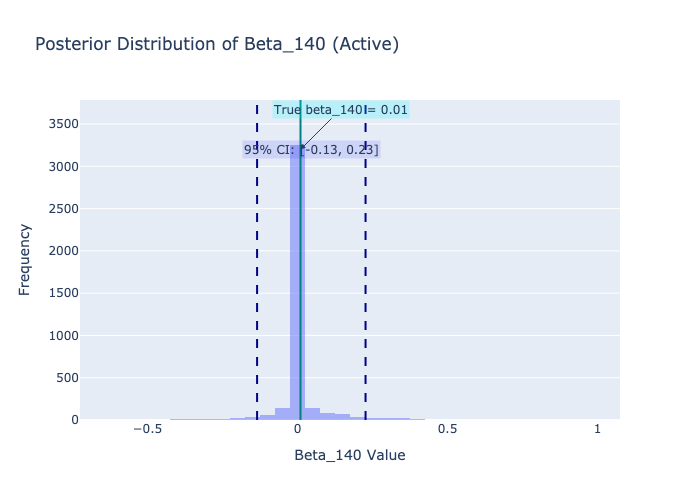 Posterior Distribution of Beta_140 (Active)
True beta_140 = 0.01
95% CI: [-0.13, 0.23]
3500
3000
2500
2000
1500
1000
500
0
Frequency
−0.5
0
0.5
1
Beta_140 Value